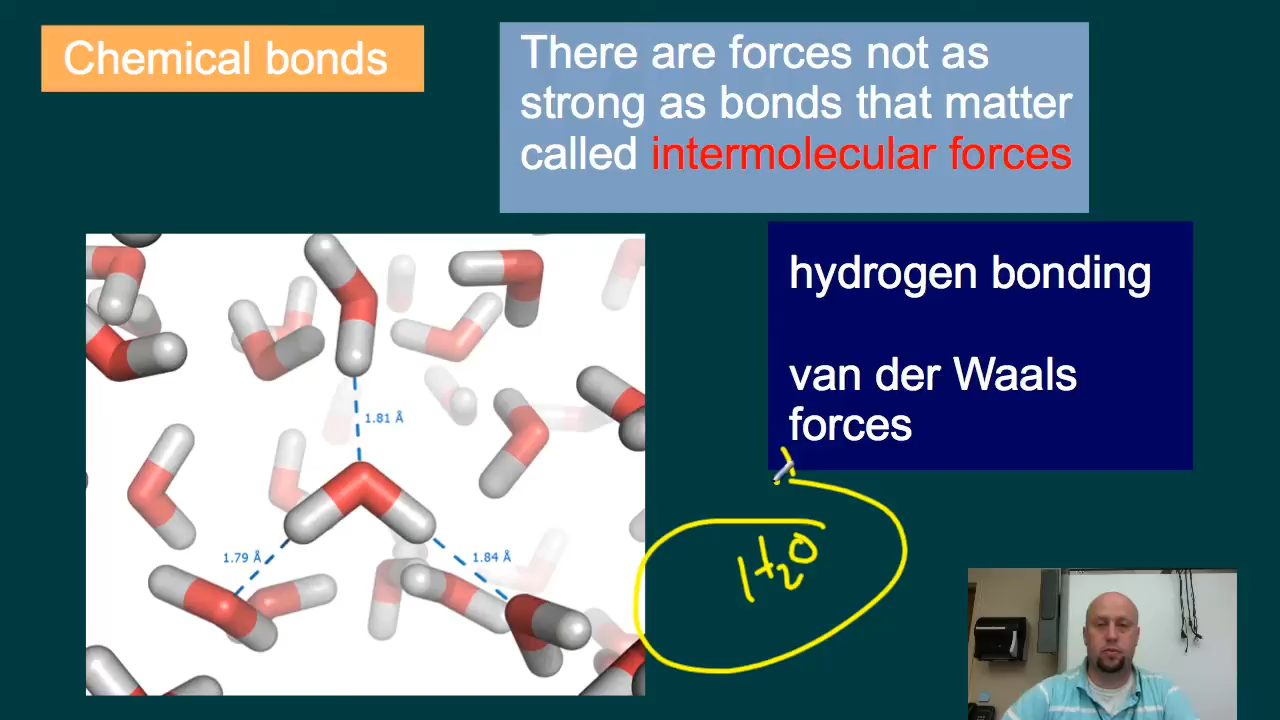 Chemical bonds
There are forces not as
strong as bonds that matter
called intermolecular forces
hydrogen bonding
van der Waals
forces
1.81 Å
1.79 Å
1.84 Å
H2O